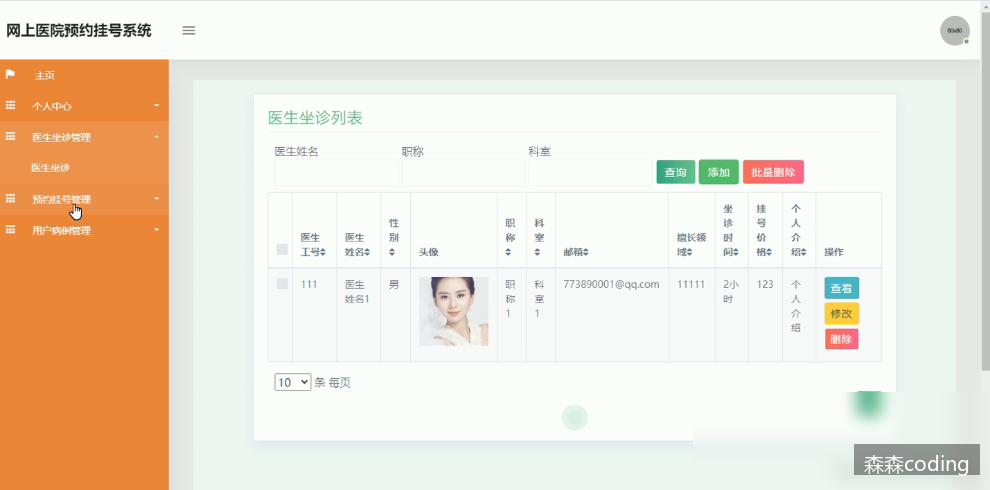 网上医院预约挂号系统
主页
个人中心
医生坐诊管理
医生坐诊
预约挂号管理
用户病例管理
医生坐诊列表
医生姓名 职称 科室
查询 添加 批量删除
医生工号 医生姓名 性别 头像 职称 科室 邮箱 擅长领域 坐诊时间 挂号价格 个人介绍 操作
111 医生姓名1 男 职称1 科室1 773890001@qq.com 11111 2小时 123 个人介绍 查看
修改
删除
10 条 每页
森森coding